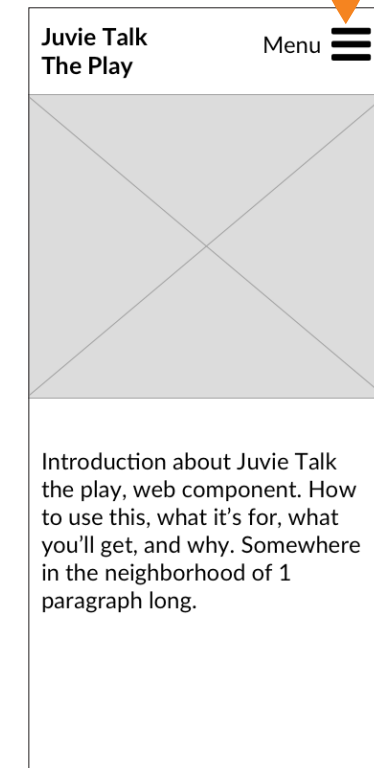 Juvie Talk
The Play
Menu
Introduction about Juvie Talk
the play, web component. How
to use this, what it’s for, what
you’ll get, and why. Somewhere
in the neighborhood of 1
paragraph long.